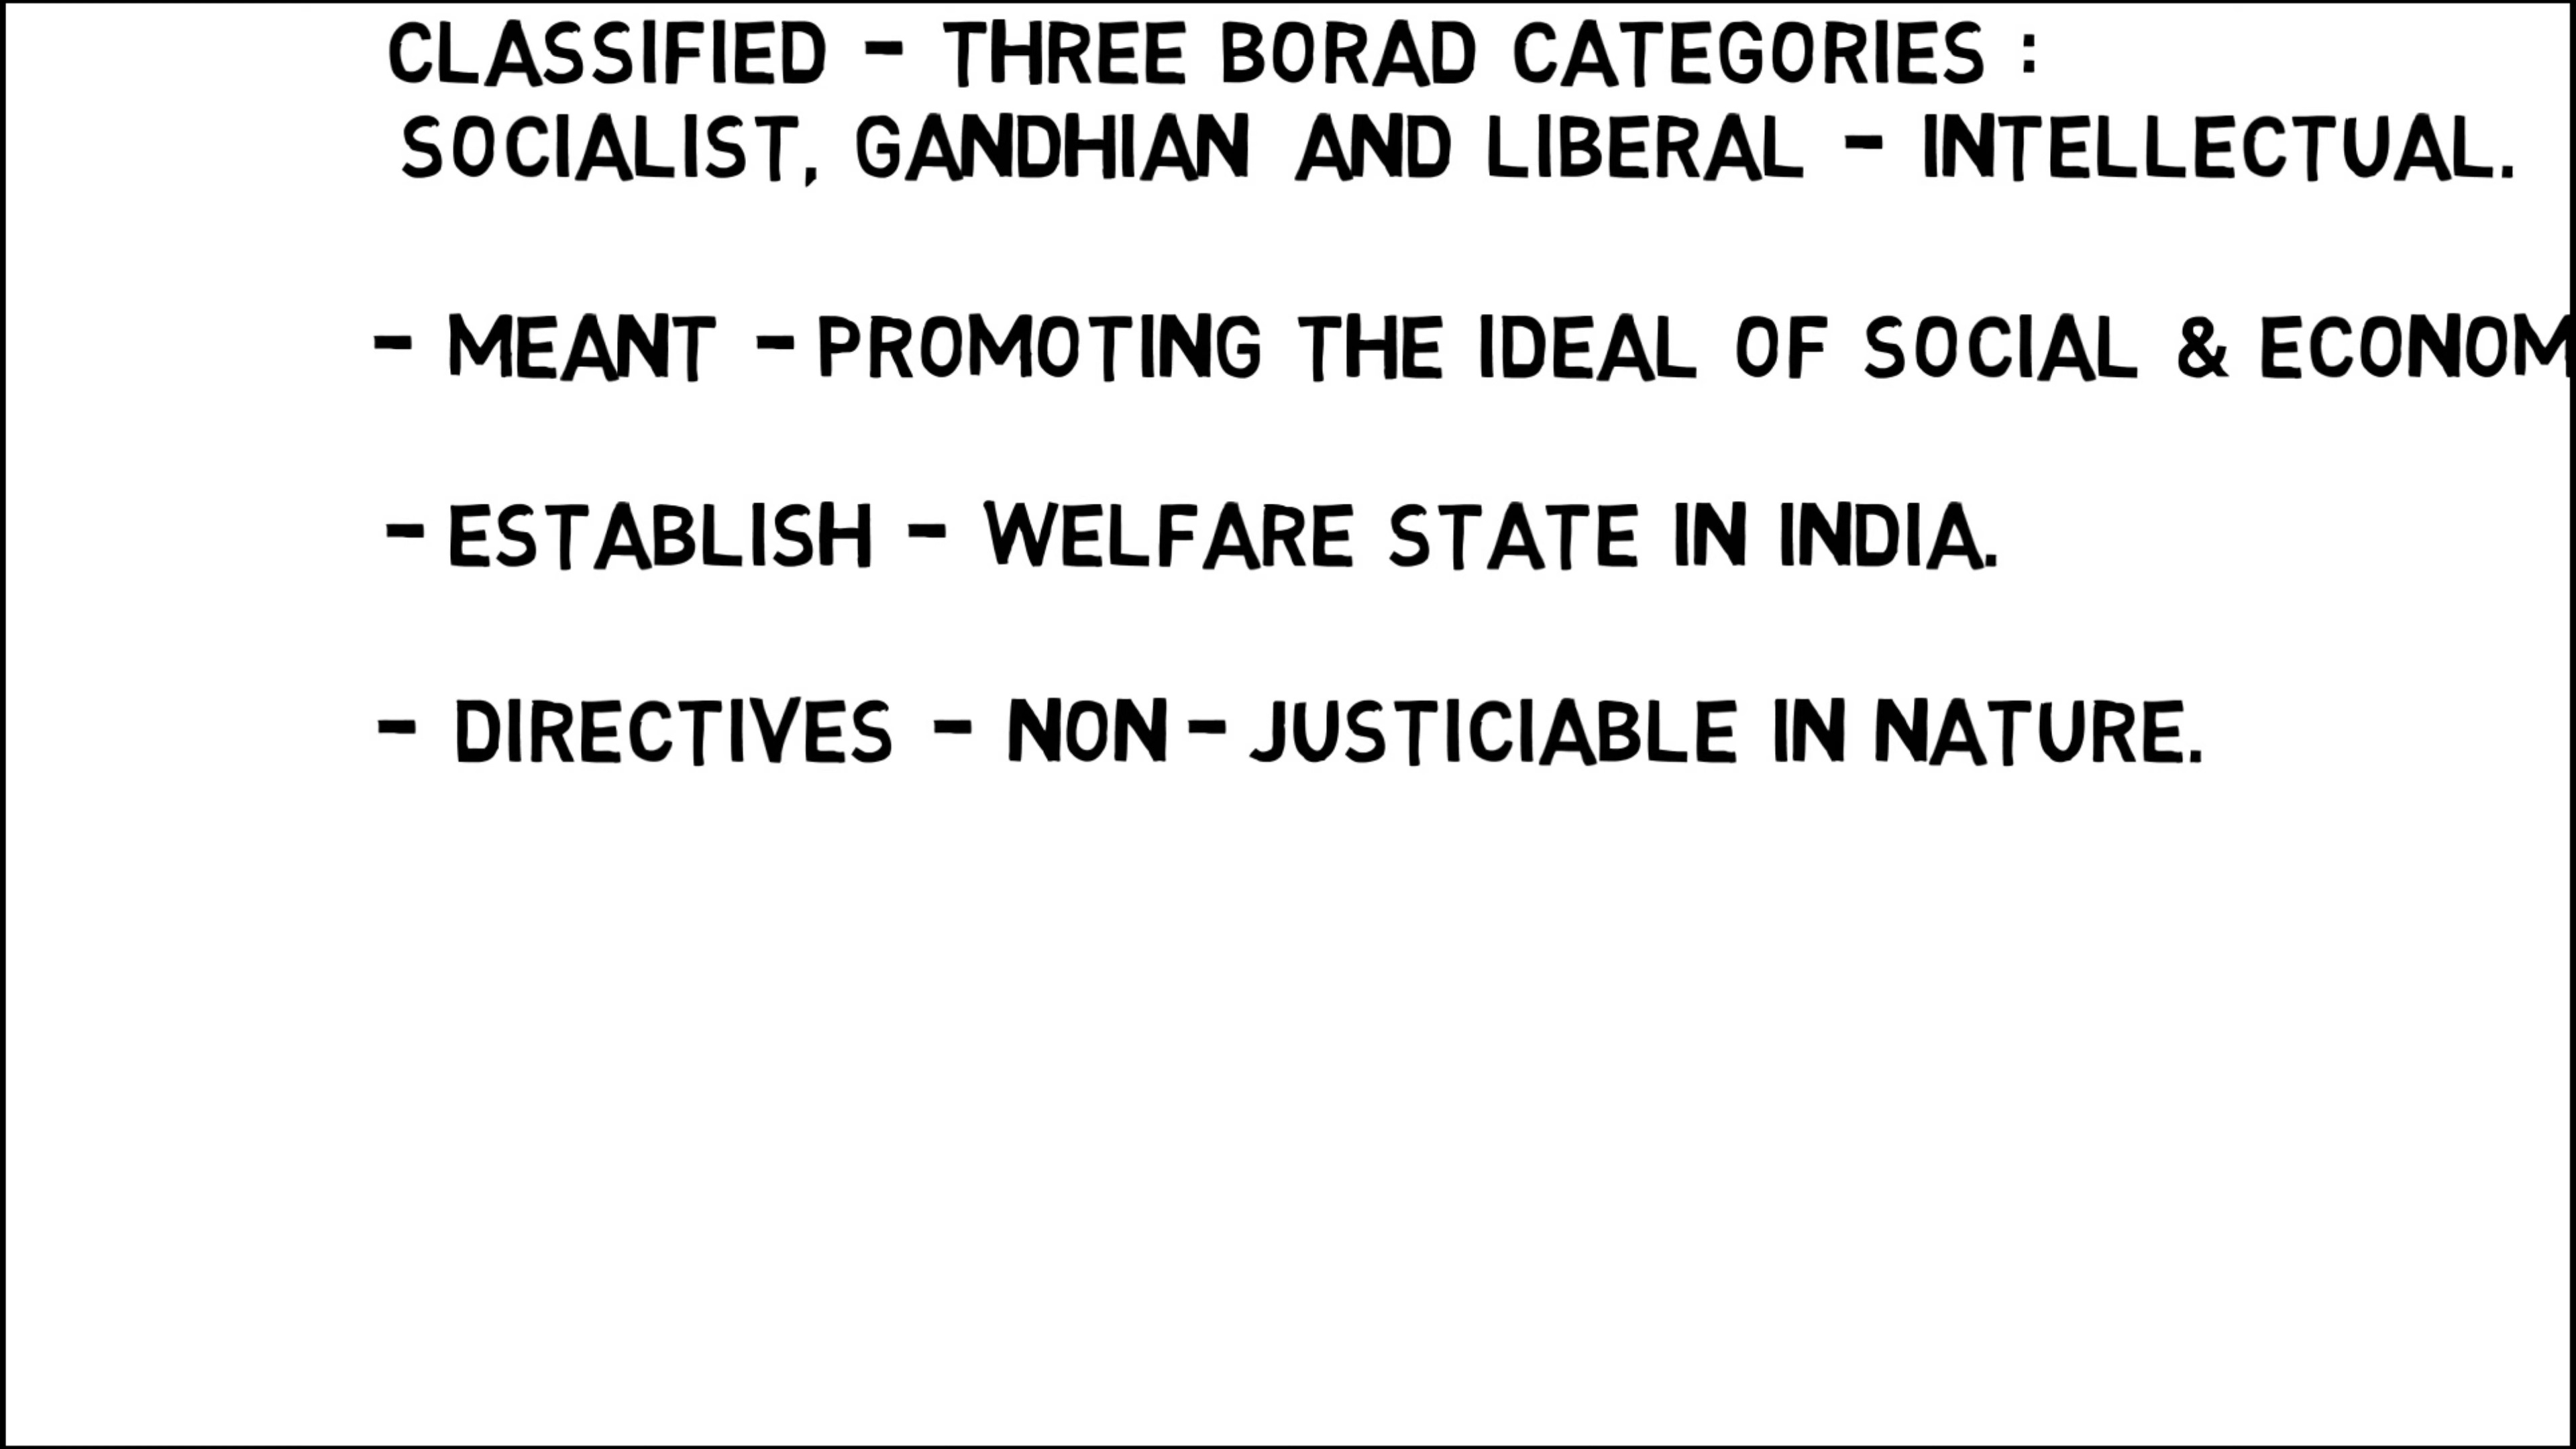 CLASSIFIED - THREE BORAD CATEGORIES :
SOCIALIST, GANDHIAN AND LIBERAL - INTELLECTUAL.
- MEANT - PROMOTING THE IDEAL OF SOCIAL & ECONOM
- ESTABLISH - WELFARE STATE IN INDIA.
- DIRECTIVES - NON - JUSTICIABLE IN NATURE.